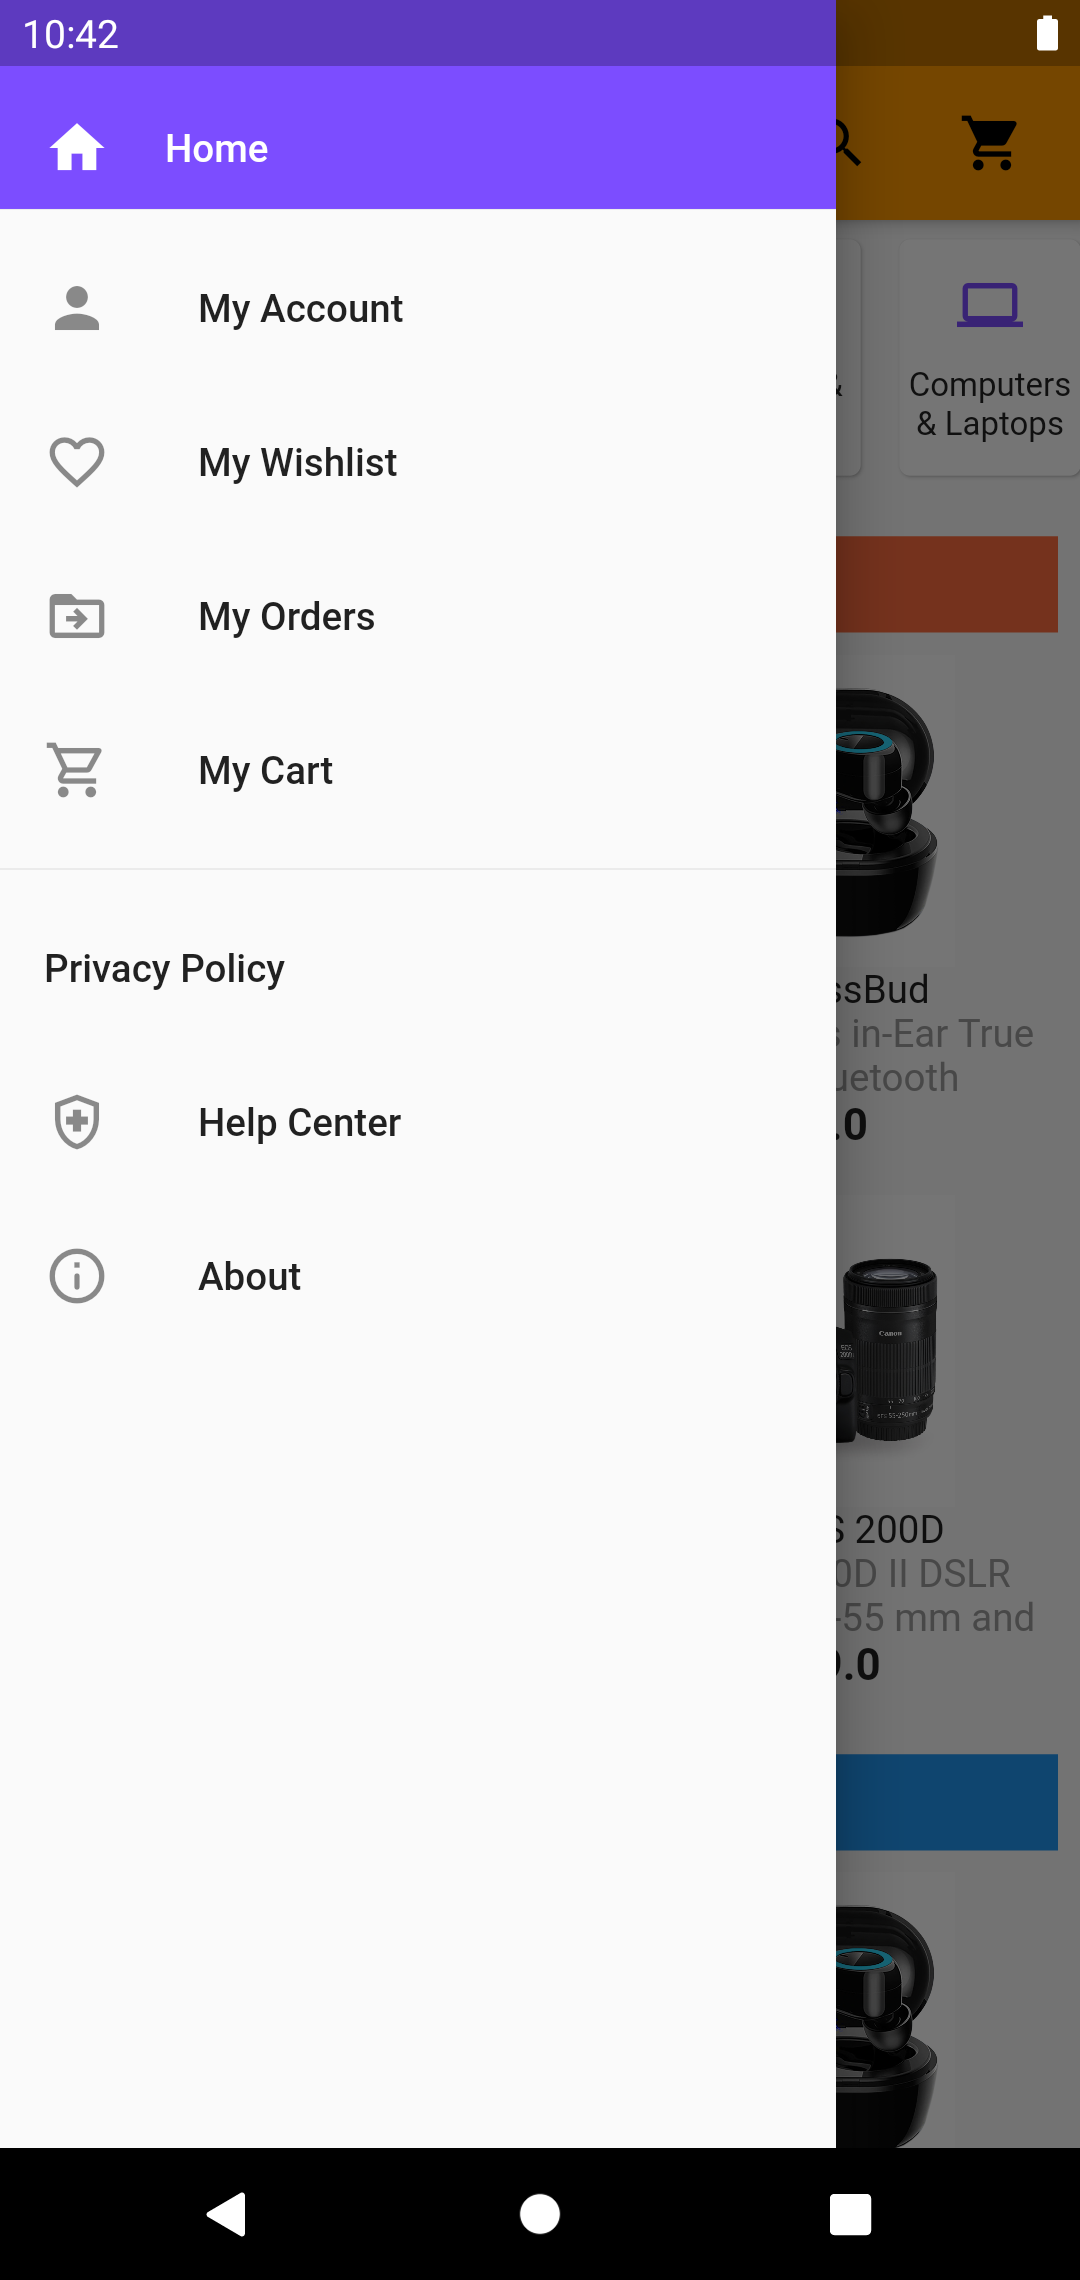 10:42
Home
My Account
My Wishlist
My Orders
My Cart
Privacy Policy
Help Center
About
&
Computers
& Laptops
ssBud
in-Ear True
uetooth
.0
Canon
200D
0D II DSLR
-55 mm and
.0